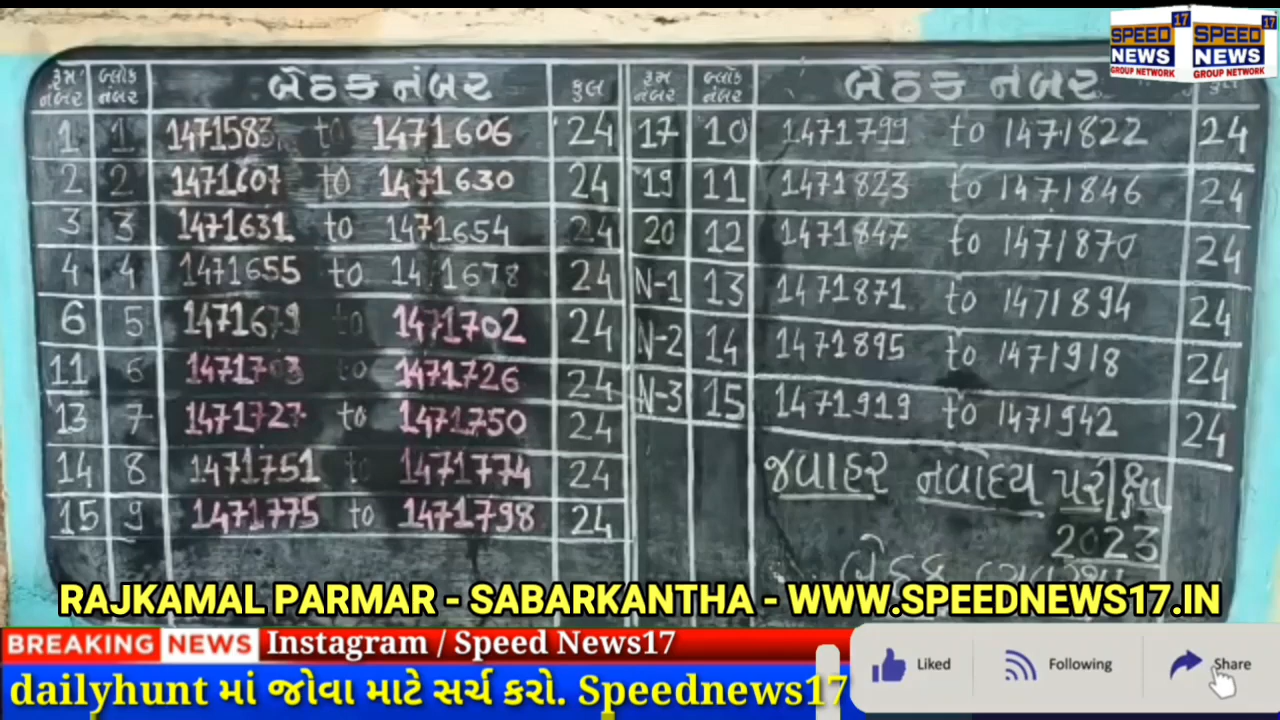 SPEED 17 SPEED 17
NEWS NEWS
GROUP NETWORK GROUP NETWORK
રૂમ નંબર બ્લોક નંબર બેઠક નંબર કુલ
1 1 1471583 to 1471606 24
2 2 1471607 to 1471630 24
3 3 1471631 to 1471654 24
4 4 1471655 to 1471678 24
6 5 1471679 to 1471702 24
11 6 1471703 to 1471726 24
13 7 1471727 to 1471750 24
14 8 1471751 to 1471774 24
15 9 1471775 to 1471798 24
રૂમ નંબર બ્લોક નંબર બેઠક નંબર કુલ
17 10 1471799 to 1471822 24
19 11 1471823 to 1471846 24
20 12 1471847 to 1471870 24
N-1 13 1471871 to 1471894 24
N-2 14 1471895 to 1471918 24
N-3 15 1471919 to 1471942 24
જવાહર નવોદય પરીક્ષા
2023
બેઠક
RAJKAMAL PARMAR - SABARKANTHA - WWW.SPEEDNEWS17.IN
BREAKING NEWS Instagram / Speed News17
dailyhunt માં જોવા માટે સર્ચ કરો. Speednews17
Liked Following Share